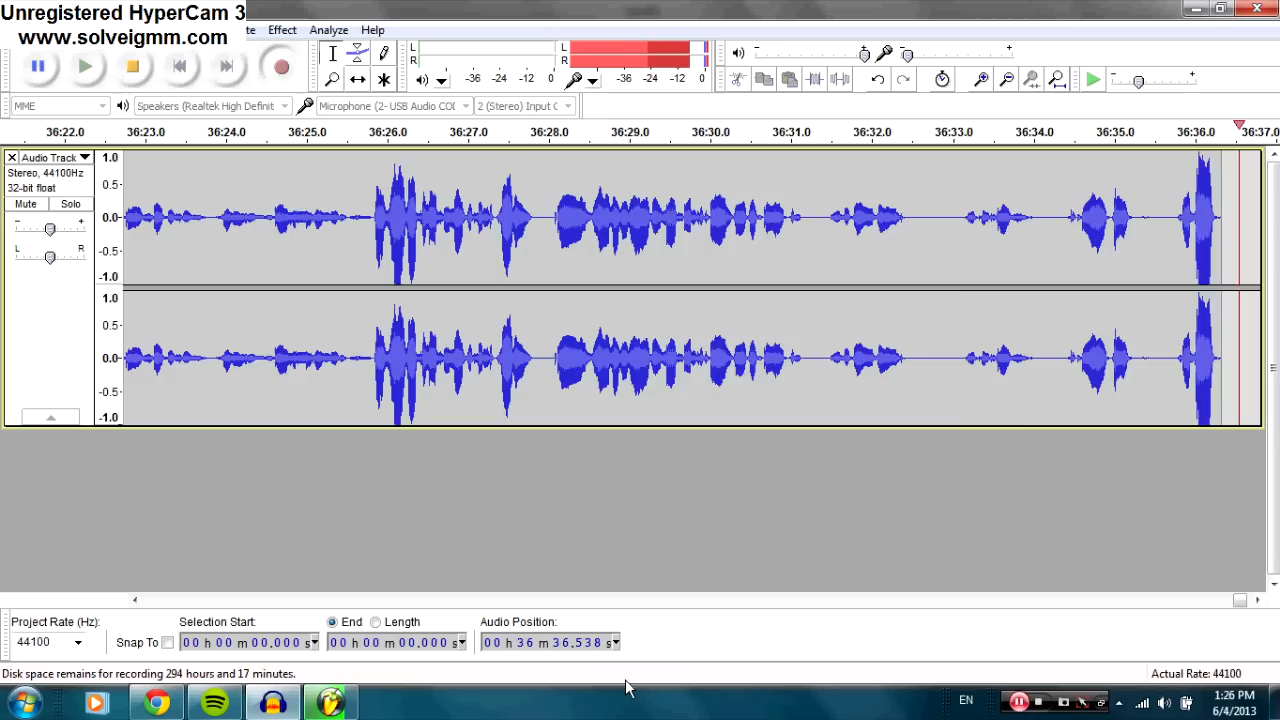 Unregistered HyperCam 3
www.solveigmm.com
te Effect Analyze Help
L L
R R
-36 -24 -12 0 -36 -24 -12 0
MME Speakers (Realtek High Definit Microphone (2- USB Audio COD 2 (Stereo) Input C
36:22.0 36:23.0 36:24.0 36:25.0 36:26.0 36:27.0 36:28.0 36:29.0 36:30.0 36:31.0 36:32.0 36:33.0 36:34.0 36:35.0 36:36.0 36:37.0
Audio Track 1.0
Stereo, 44100Hz
32-bit float 0.5
Mute Solo
- + 0.0
L R -0.5
-1.0
1.0
0.5
0.0
-0.5
-1.0
Project Rate (Hz): Selection Start: End Length Audio Position:
44100 Snap To 00 h 00 m 00.000 s 00 h 00 m 00.000 s 00 h 36 m 36.538 s
Disk space remains for recording 294 hours and 17 minutes. Actual Rate: 44100
EN 1:26 PM
6/4/2013